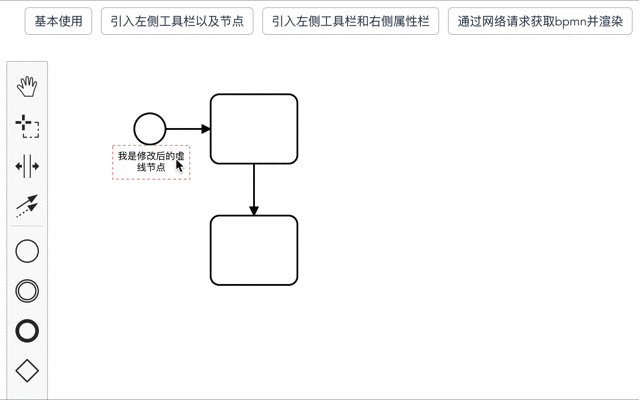 基本使用
引入左侧工具栏以及节点
引入左侧工具栏和右侧属性栏
通过网络请求获取bpmn并渲染
我是修改后的虚
线节点